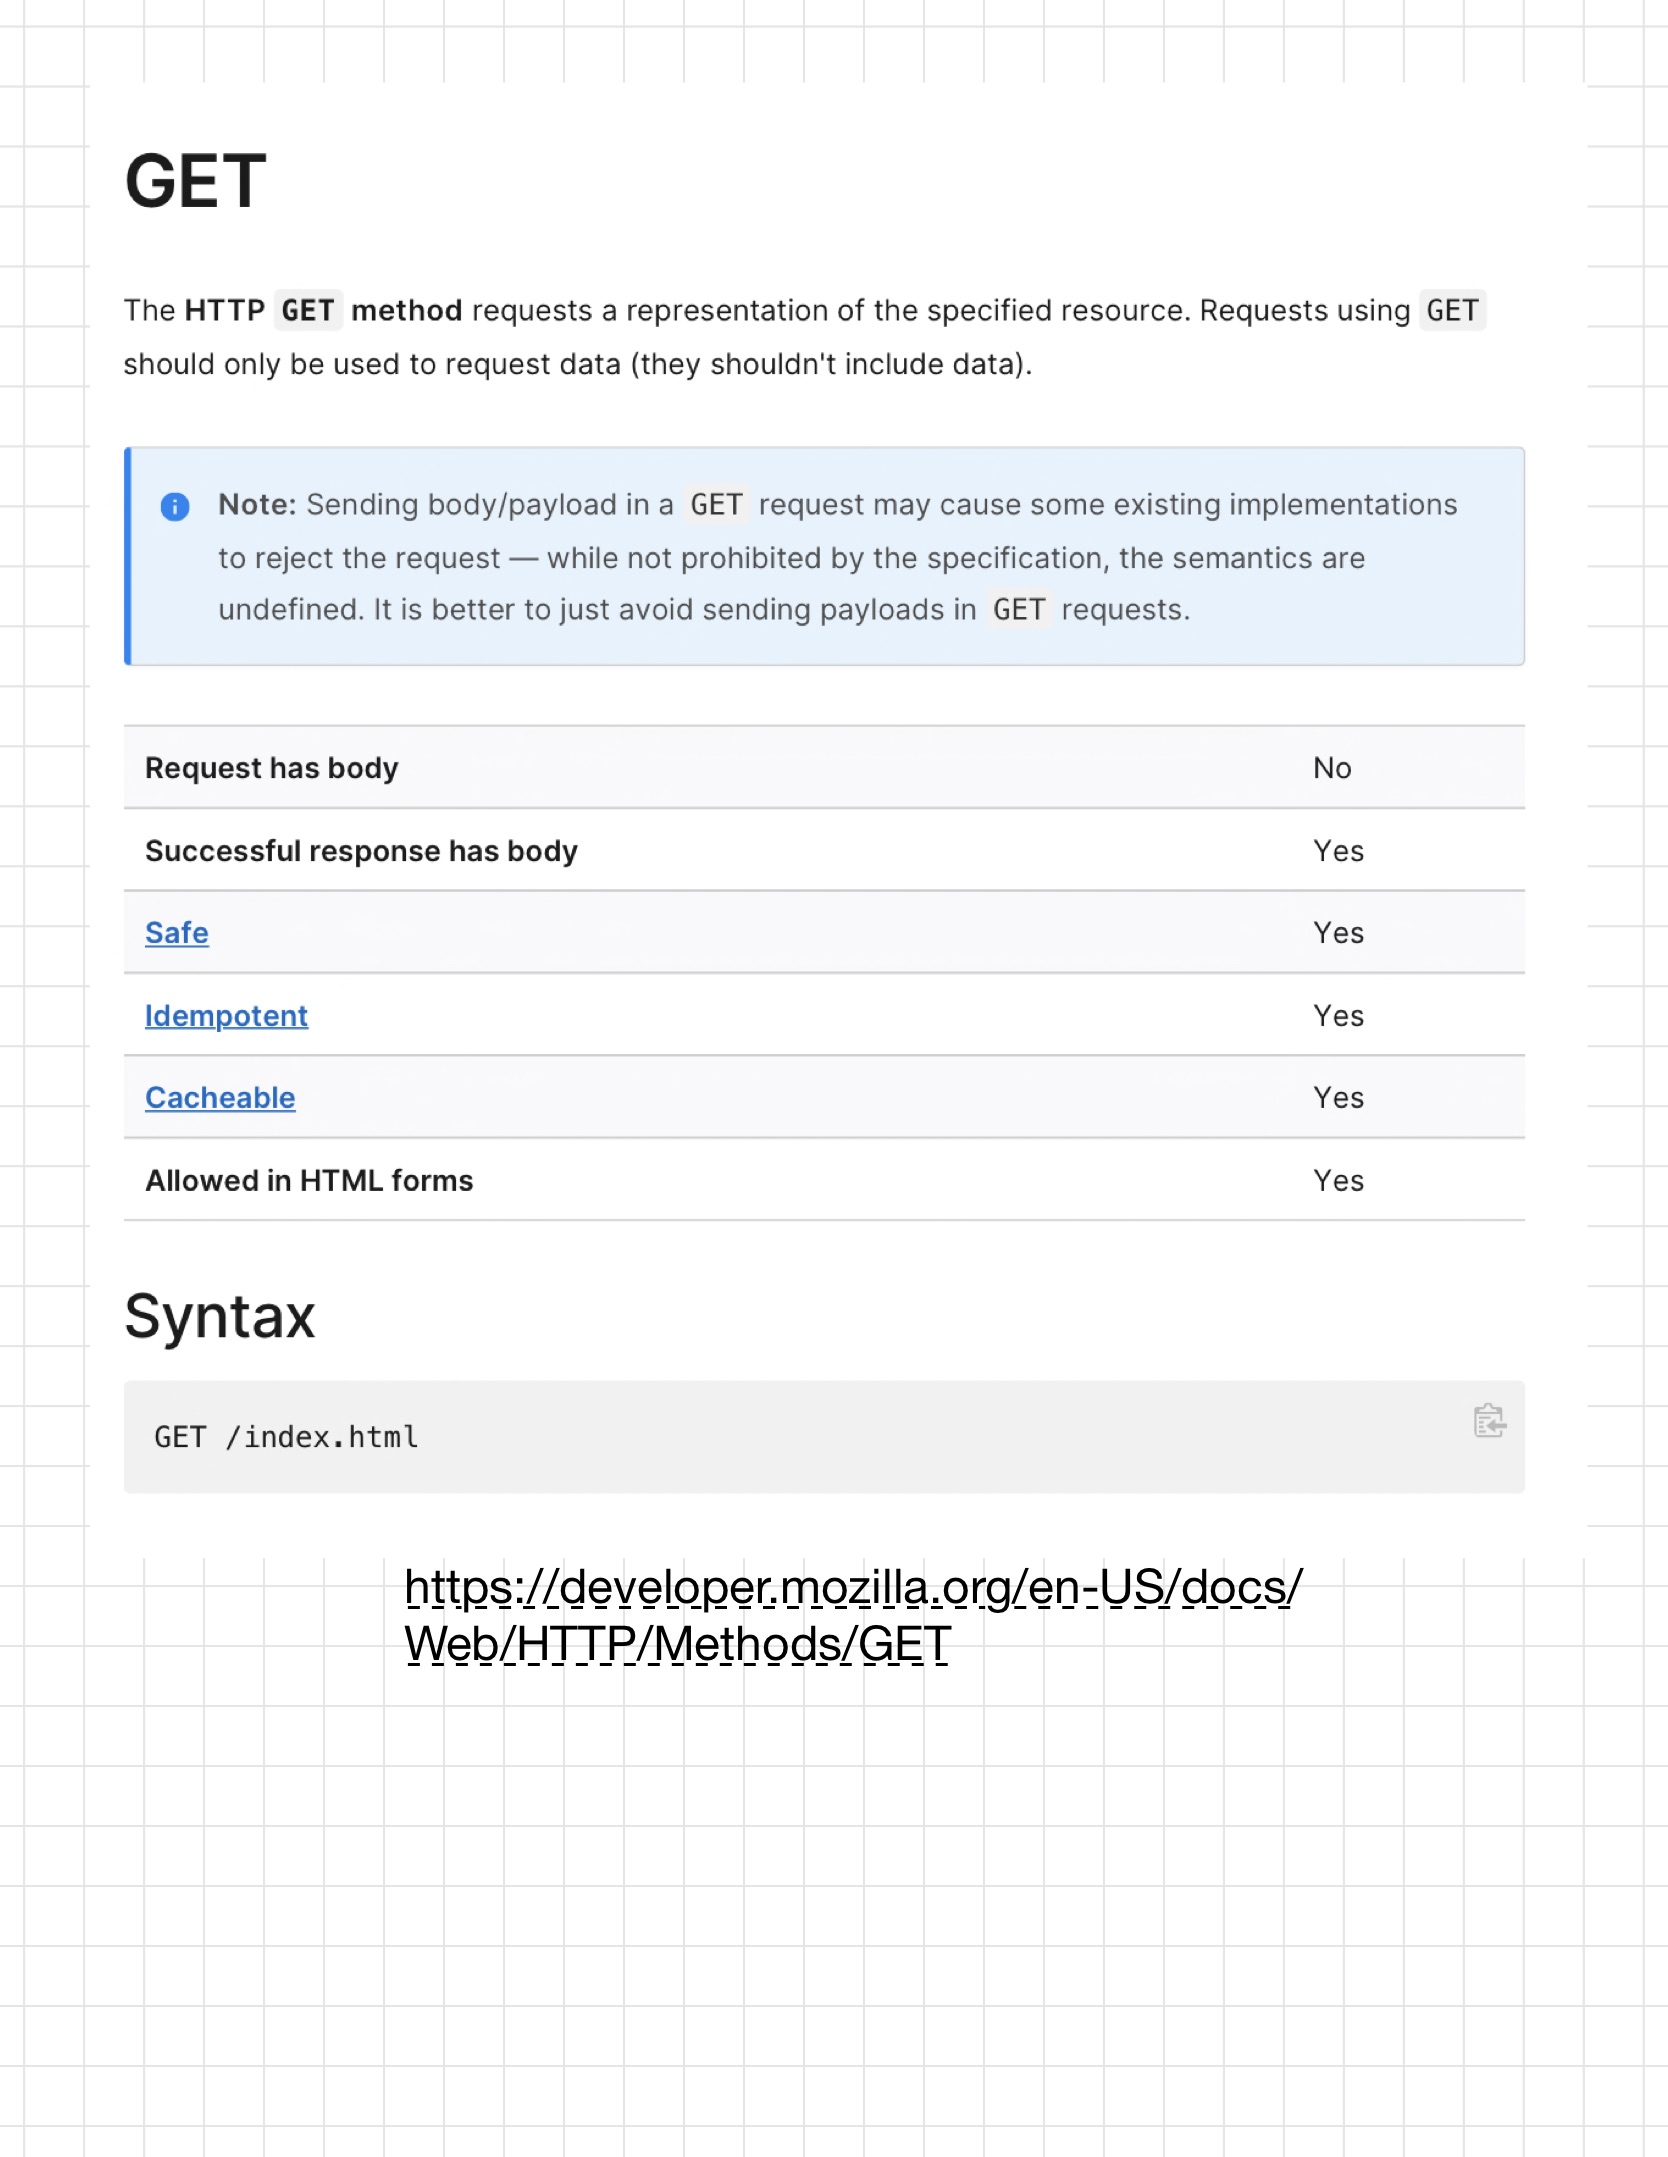 GET
The HTTP GET method requests a representation of the specified resource. Requests using GET
should only be used to request data (they shouldn't include data).
Note: Sending body/payload in a GET request may cause some existing implementations
to reject the request — while not prohibited by the specification, the semantics are
undefined. It is better to just avoid sending payloads in GET requests.
Request has body No
Successful response has body Yes
Safe Yes
Idempotent Yes
Cacheable Yes
Allowed in HTML forms Yes
Syntax
GET /index.html
https://developer.mozilla.org/en-US/docs/
Web/HTTP/Methods/GET